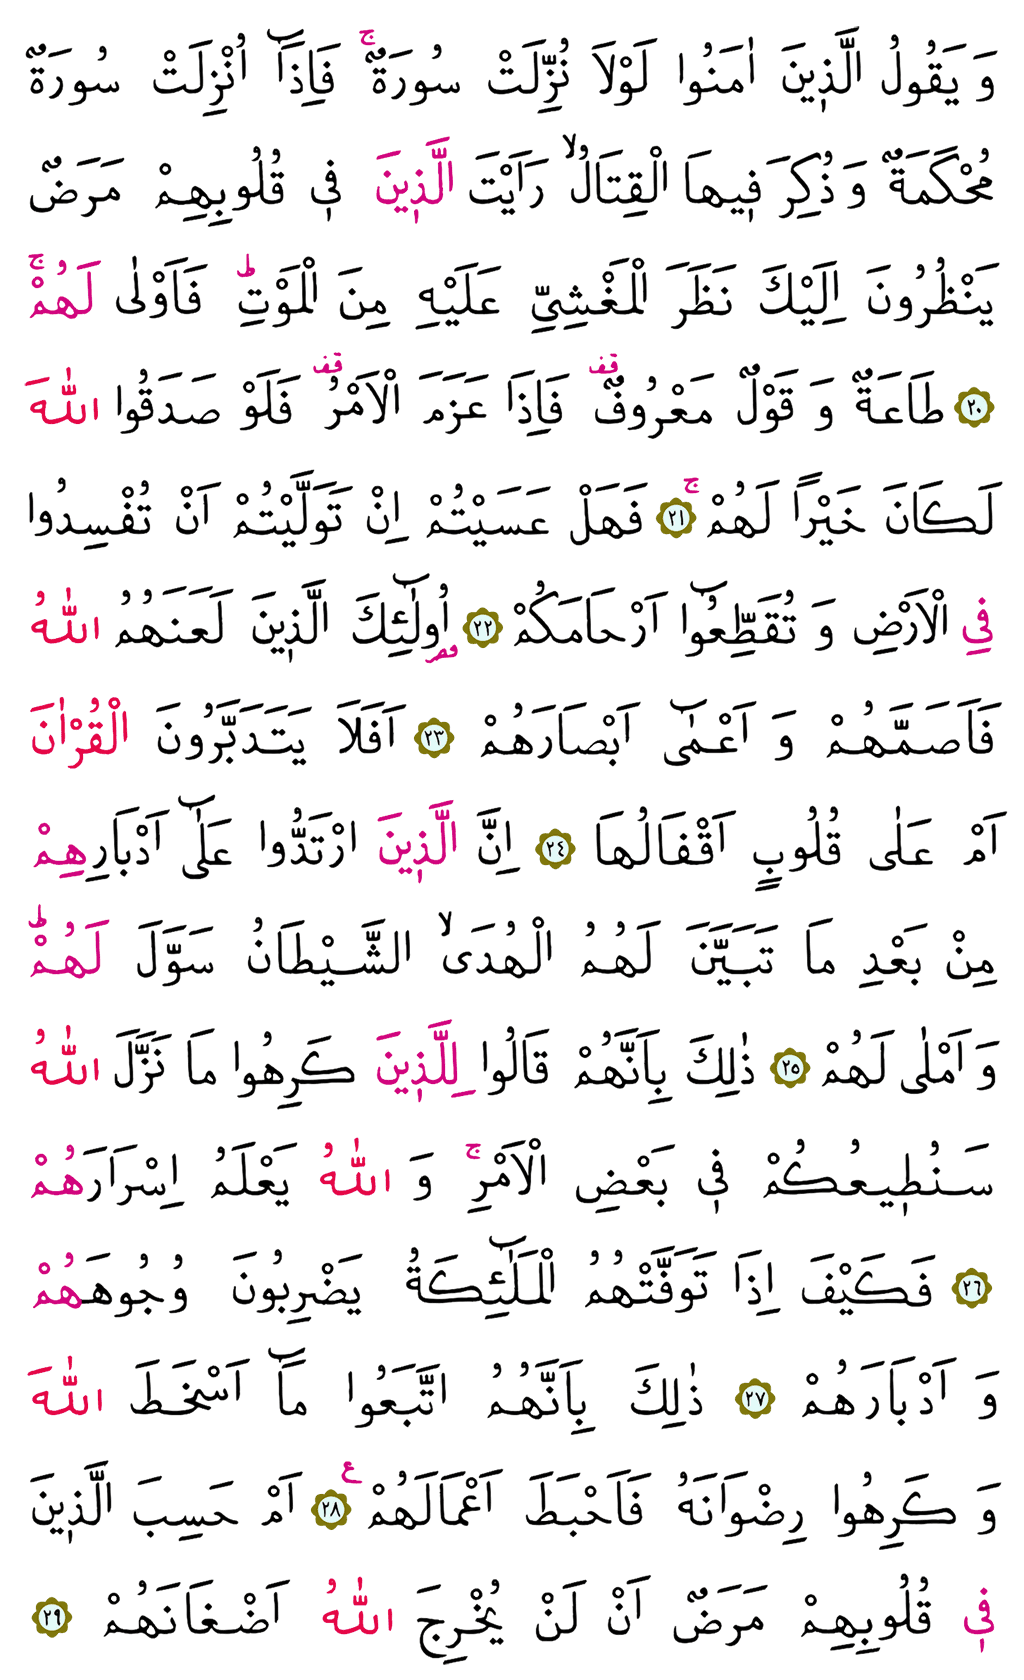 وَ يَقُولُ الَّذٖينَ اٰمَنُوا لَوْلَا نُزِّلَتْ سُورَةٌۚ فَاِذَٓا اُنْزِلَتْ سُورَةٌ
مُحْكَمَةٌ وَ ذُكِرَ فٖيهَا الْقِتَالُۙ رَاَيْتَ الَّذٖينَ فٖى قُلُوبِهِمْ مَرَضٌ
يَنْظُرُونَ اِلَيْكَ نَظَرَ الْمَغْشِىِّ عَلَيْهِ مِنَ الْمَوْتِؕ فَاَوْلٰى لَهُمْۚ
﴿٢٠﴾ طَاعَةٌ وَ قَوْلٌ مَعْرُوفٌࣞ فَاِذَا عَزَمَ الْاَمْرُࣞ فَلَوْ صَدَقُوا اللّٰهَ
لَكَانَ خَيْرًا لَهُمْۚ ﴿٢١﴾ فَهَلْ عَسَيْتُمْ اِنْ تَوَلَّيْتُمْ اَنْ تُفْسِدُوا
فِى الْاَرْضِ وَ تُقَطِّعُٓوا اَرْحَامَكُمْ ﴿٢٢﴾ اُو۬لٰٓئِكَ الَّذٖينَ لَعَنَهُمُ اللّٰهُ
فَاَصَمَّهُمْ وَ اَعْمٰٓى اَبْصَارَهُمْ ﴿٢٣﴾ اَفَلَا يَتَدَبَّرُونَ الْقُرْاٰنَ
اَمْ عَلٰى قُلُوبٍ اَقْفَالُهَا ﴿٢٤﴾ اِنَّ الَّذٖينَ ارْتَدُّوا عَلٰٓى اَدْبَارِهِمْ
مِنْ بَعْدِ مَا تَبَيَّنَ لَهُمُ الْهُدَىۙ الشَّيْطَانُ سَوَّلَ لَهُمْؕ
وَ اَمْلٰى لَهُمْ ﴿٢٥﴾ ذٰلِكَ بِاَنَّهُمْ قَالُوا لِلَّذٖينَ كَرِهُوا مَا نَزَّلَ اللّٰهُ
سَنُطٖيعُكُمْ فٖى بَعْضِ الْاَمْرِۚ وَ اللّٰهُ يَعْلَمُ اِسْرَارَهُمْ
﴿٢٦﴾ فَكَيْفَ اِذَا تَوَفَّتْهُمُ الْمَلٰٓئِكَةُ يَضْرِبُونَ وُجُوهَهُمْ
وَ اَدْبَارَهُمْ ﴿٢٧﴾ ذٰلِكَ بِاَنَّهُمُ اتَّبَعُوا مَٓا اَسْخَطَ اللّٰهَ
وَ كَرِهُوا رِضْوَانَهُ فَاَحْبَطَ اَعْمَالَهُمْ ع ﴿٢٨﴾ اَمْ حَسِبَ الَّذٖينَ
فٖى قُلُوبِهِمْ مَرَضٌ اَنْ لَنْ يُخْرِجَ اللّٰهُ اَضْغَانَهُمْ ﴿٢٩﴾